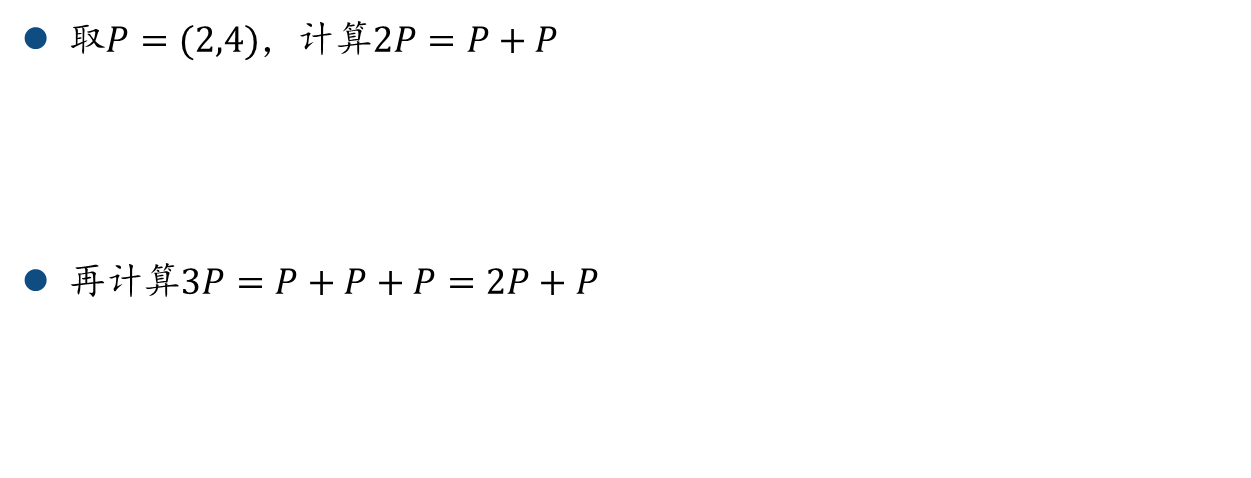 取P = (2,4)，计算2P = P + P
再计算3P = P + P + P = 2P + P